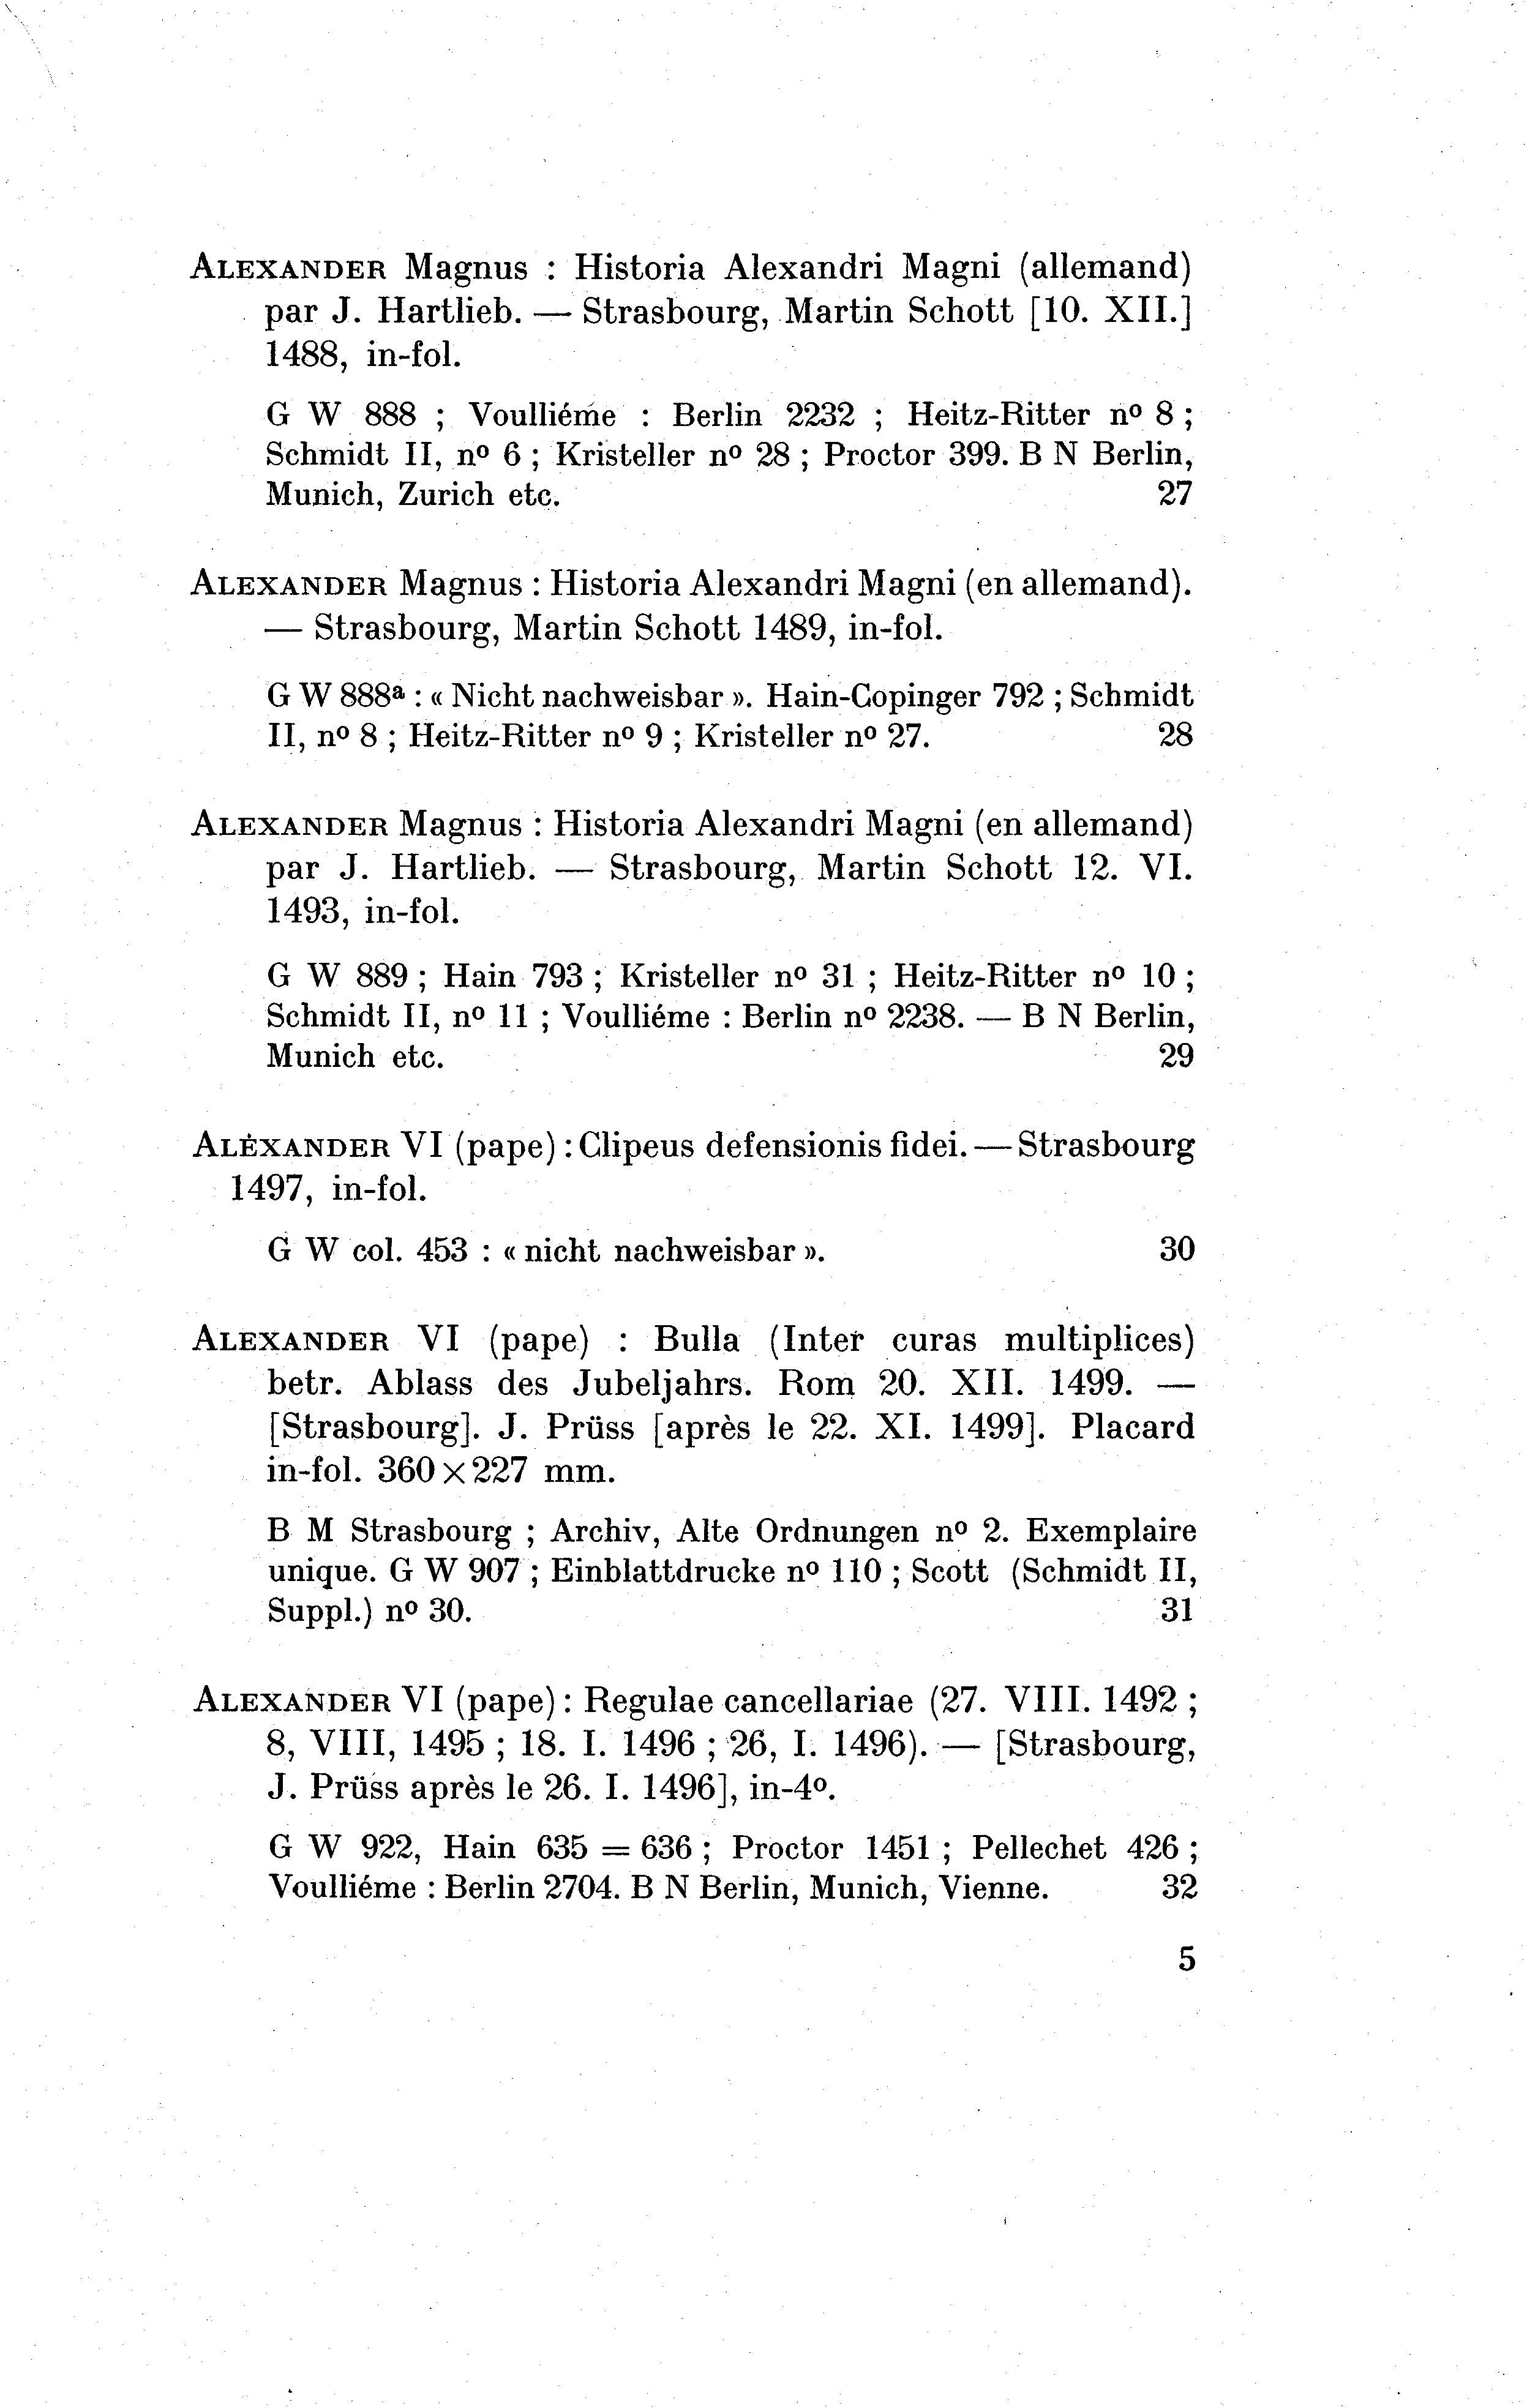 ALEXANDER Magnus : Historia Alexandri Magni (allemand)
par J. Hartlieb. — Strasbourg, Martin Schott [10. XII.]
1488, in-fol.
G W 888 ; Voulliéme : Berlin 2232 ; Heitz-Ritter nº 8 ;
Schmidt II, nº 6 ; Kristeller nº 28 ; Proctor 399. B N Berlin,
Munich, Zurich etc. 27
ALEXANDER Magnus : Historia Alexandri Magni (en allemand).
— Strasbourg, Martin Schott 1489, in-fol.
G W 888ª : « Nicht nachweisbar ». Hain-Copinger 792 ; Schmidt
II, nº 8 ; Heitz-Ritter nº 9 ; Kristeller nº 27. 28
ALEXANDER Magnus : Historia Alexandri Magni (en allemand)
par J. Hartlieb. — Strasbourg, Martin Schott 12. VI.
1493, in-fol.
G W 889 ; Hain 793 ; Kristeller nº 31 ; Heitz-Ritter nº 10 ;
Schmidt II, nº 11 ; Voulliéme : Berlin nº 2238. — B N Berlin,
Munich etc. 29
ALEXANDER VI (pape) : Clipeus defensionis fidei. — Strasbourg
1497, in-fol.
G W col. 453 : « nicht nachweisbar ». 30
ALEXANDER VI (pape) : Bulla (Inter curas multiplices)
betr. Ablass des Jubeljahrs. Rom 20. XII. 1499. —
[Strasbourg]. J. Prüss [après le 22. XI. 1499]. Placard
in-fol. 360 × 227 mm.
B M Strasbourg ; Archiv, Alte Ordnungen nº 2. Exemplaire
unique. G W 907 ; Einblattdrucke nº 110 ; Scott (Schmidt II,
Suppl.) nº 30. 31
ALEXANDER VI (pape) : Regulae cancellariae (27. VIII. 1492 ;
8, VIII, 1495 ; 18. I. 1496 ; 26, I. 1496). — [Strasbourg,
J. Prüss après le 26. I. 1496], in-4º.
G W 922, Hain 635 = 636 ; Proctor 1451 ; Pellechet 426 ;
Voulliéme : Berlin 2704. B N Berlin, Munich, Vienne. 32
5